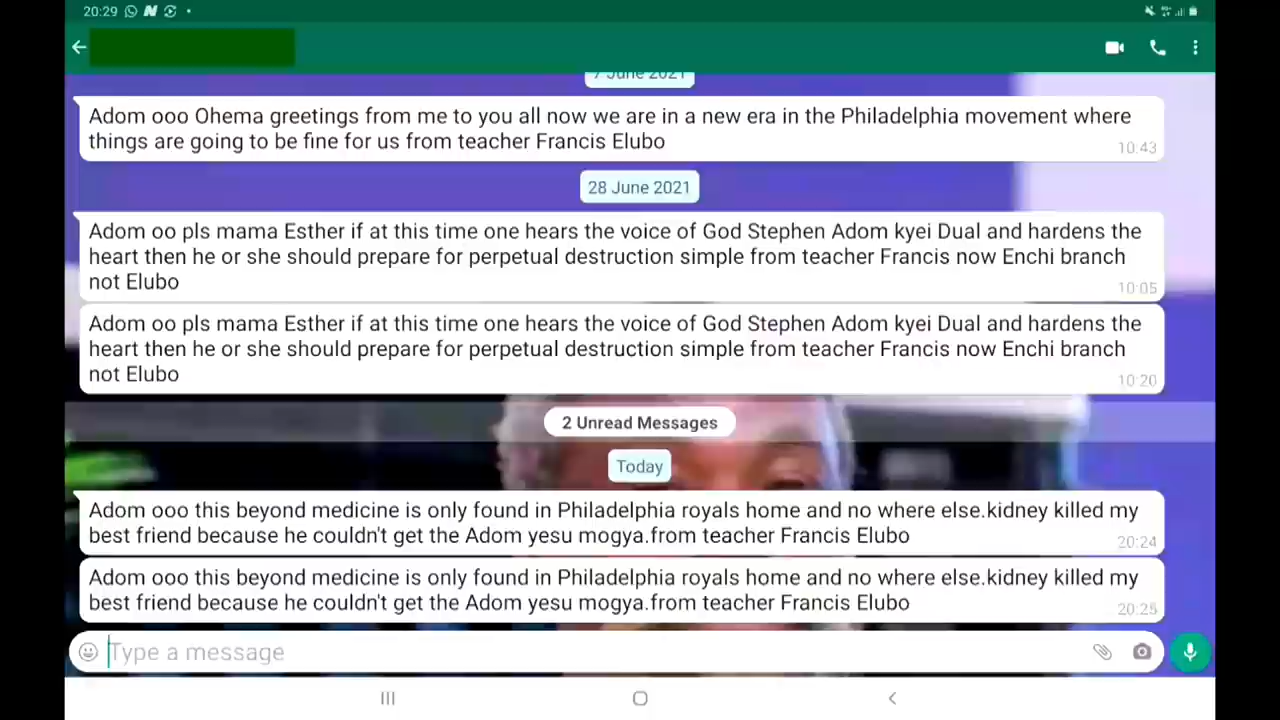 20:29
7 June 2021
Adom ooo Ohema greetings from me to you all now we are in a new era in the Philadelphia movement where
things are going to be fine for us from teacher Francis Elubo
10:43
28 June 2021
Adom oo pls mama Esther if at this time one hears the voice of God Stephen Adom kyei Dual and hardens the
heart then he or she should prepare for perpetual destruction simple from teacher Francis now Enchi branch
not Elubo
10:05
Adom oo pls mama Esther if at this time one hears the voice of God Stephen Adom kyei Dual and hardens the
heart then he or she should prepare for perpetual destruction simple from teacher Francis now Enchi branch
not Elubo
10:20
2 Unread Messages
Today
Adom ooo this beyond medicine is only found in Philadelphia royals home and no where else.kidney killed my
best friend because he couldn't get the Adom yesu mogya.from teacher Francis Elubo
20:24
Adom ooo this beyond medicine is only found in Philadelphia royals home and no where else.kidney killed my
best friend because he couldn't get the Adom yesu mogya.from teacher Francis Elubo
20:25
Type a message